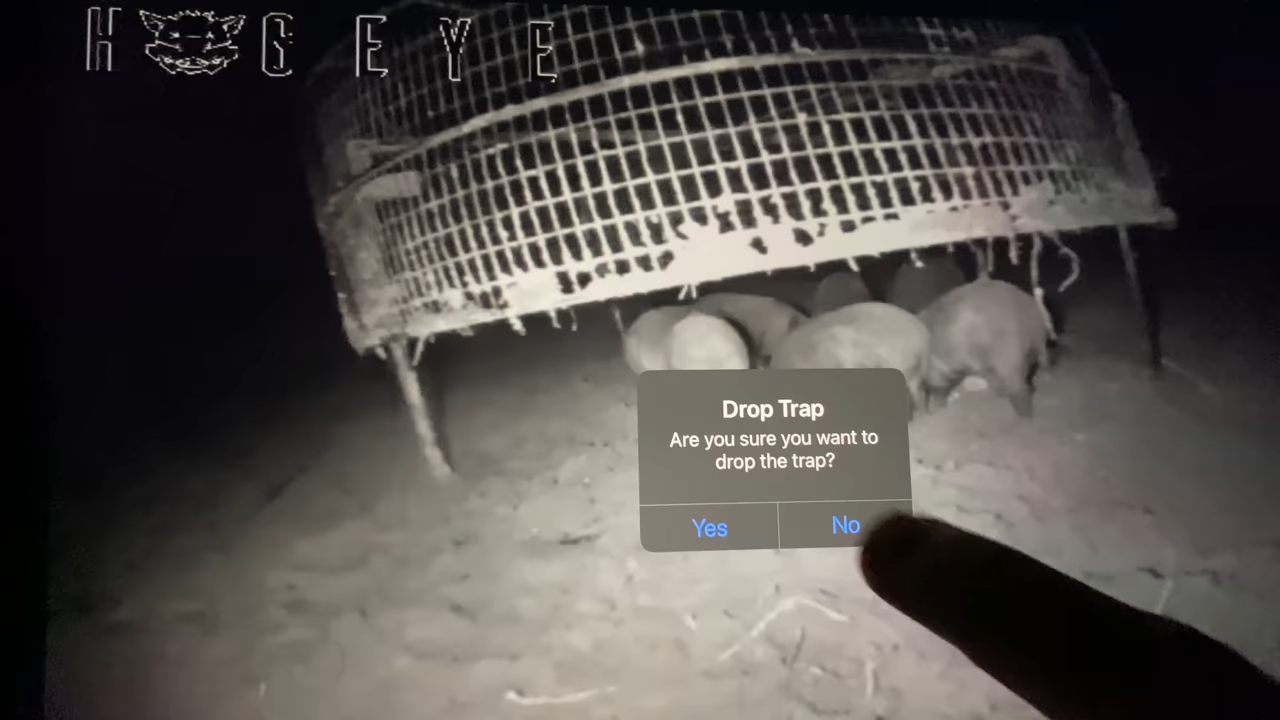 H G E Y E
Drop Trap
Are you sure you want to
drop the trap?
Yes No